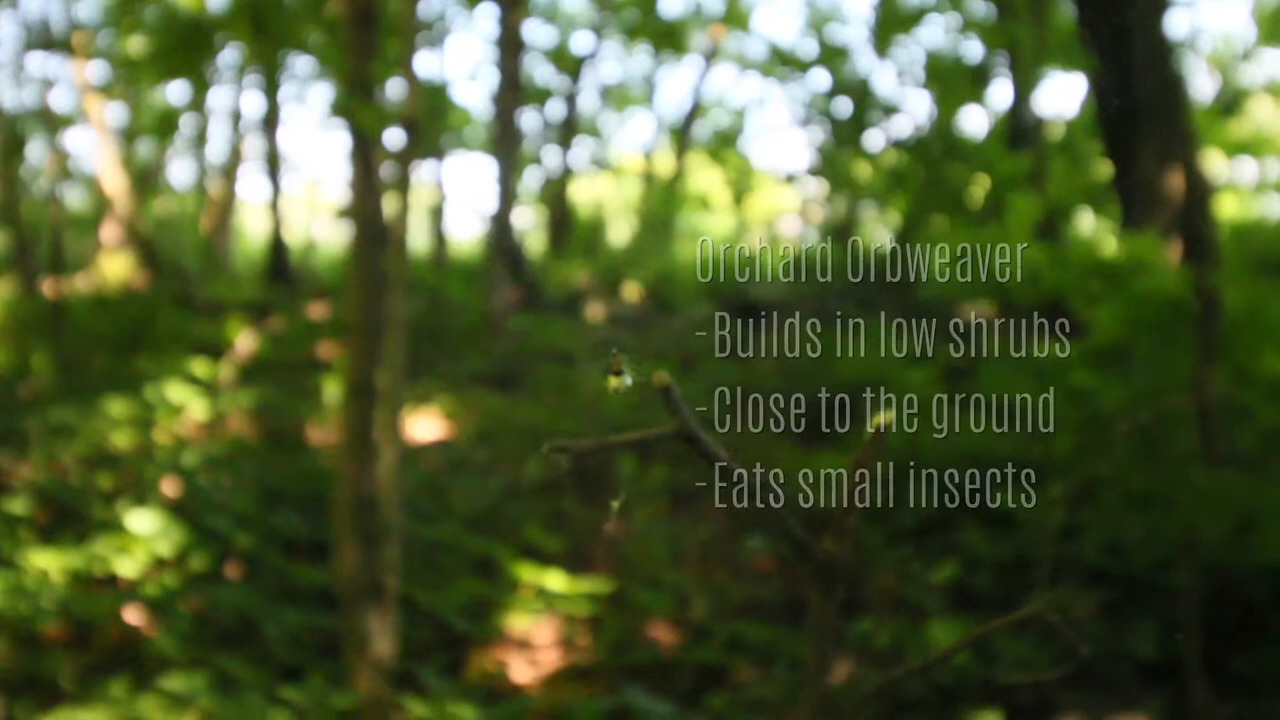 Orchard Orbweaver
-Builds in low shrubs
-Close to the ground
-Eats small insects